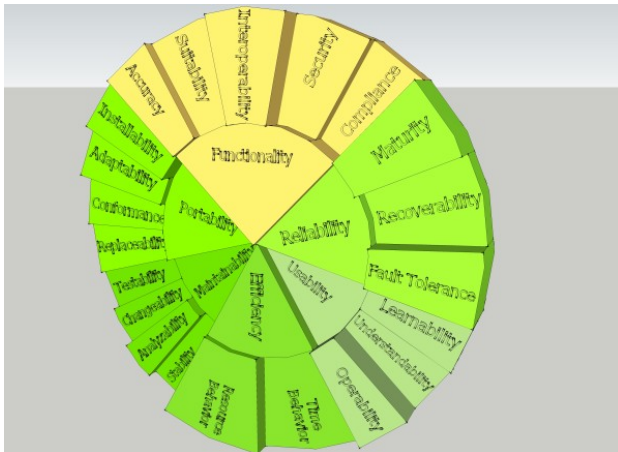 Functionality
Accuracy
Suitability
Interoperability
Security
Compliance
Reliability
Maturity
Recoverability
Fault Tolerance
Usability
Learnability
Understandability
Operability
Efficiency
Time
Behavior
Resource
Behavior
Maintainability
Stability
Analyzability
Changeability
Testability
Portability
Replaceability
Conformance
Adaptability
Installability